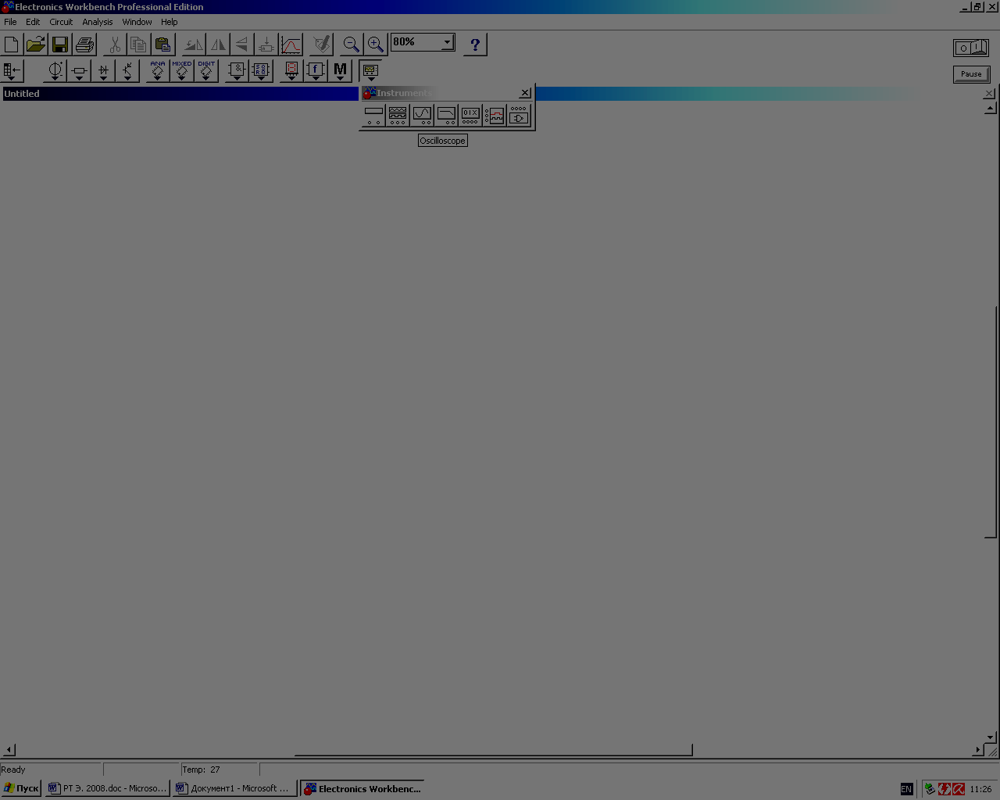 Electronics Workbench Professional Edition
File Edit Circuit Analysis Window Help
80% ?
ANA MIXED DIGIT f M
Pause
Untitled
Instruments
Oscilloscope
Ready Temp: 27
Пуск РТ Э. 2008.doc - Microso... Документ1 - Microsoft ... Electronics Workbenc... EN 11:26